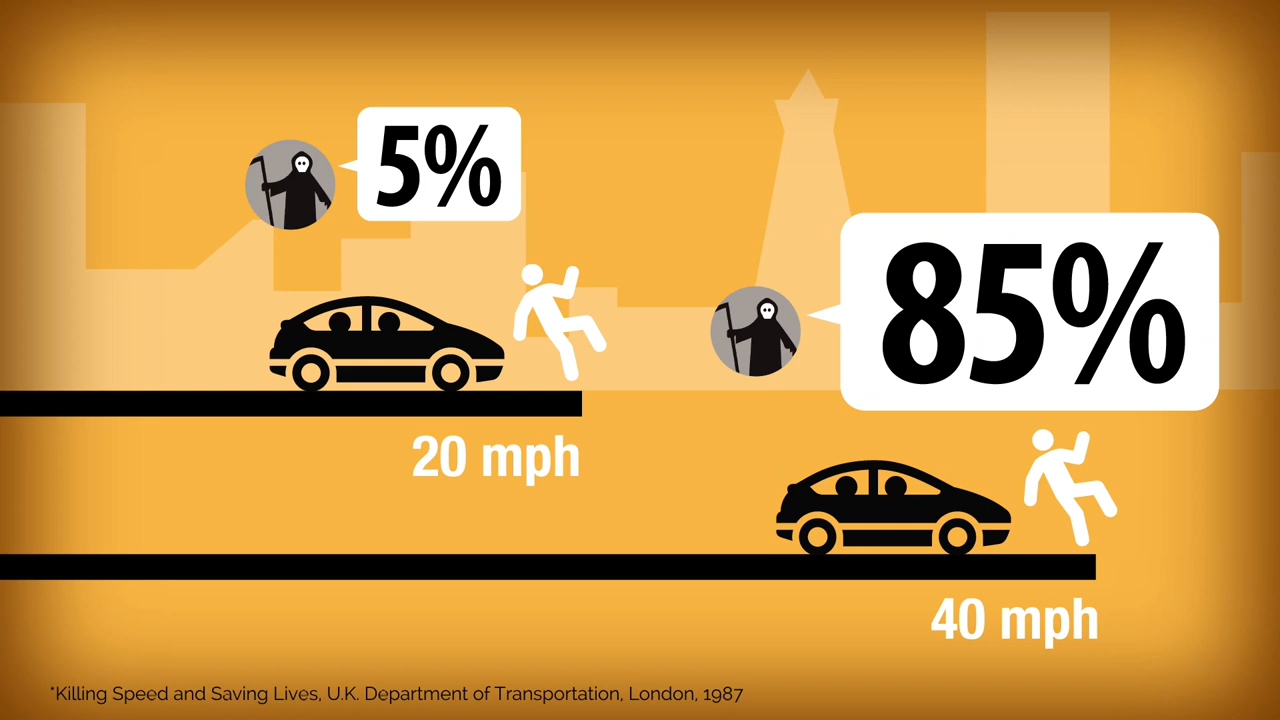 5%
85%
20 mph
40 mph
*Killing Speed and Saving Lives, U.K. Department of Transportation, London, 1987